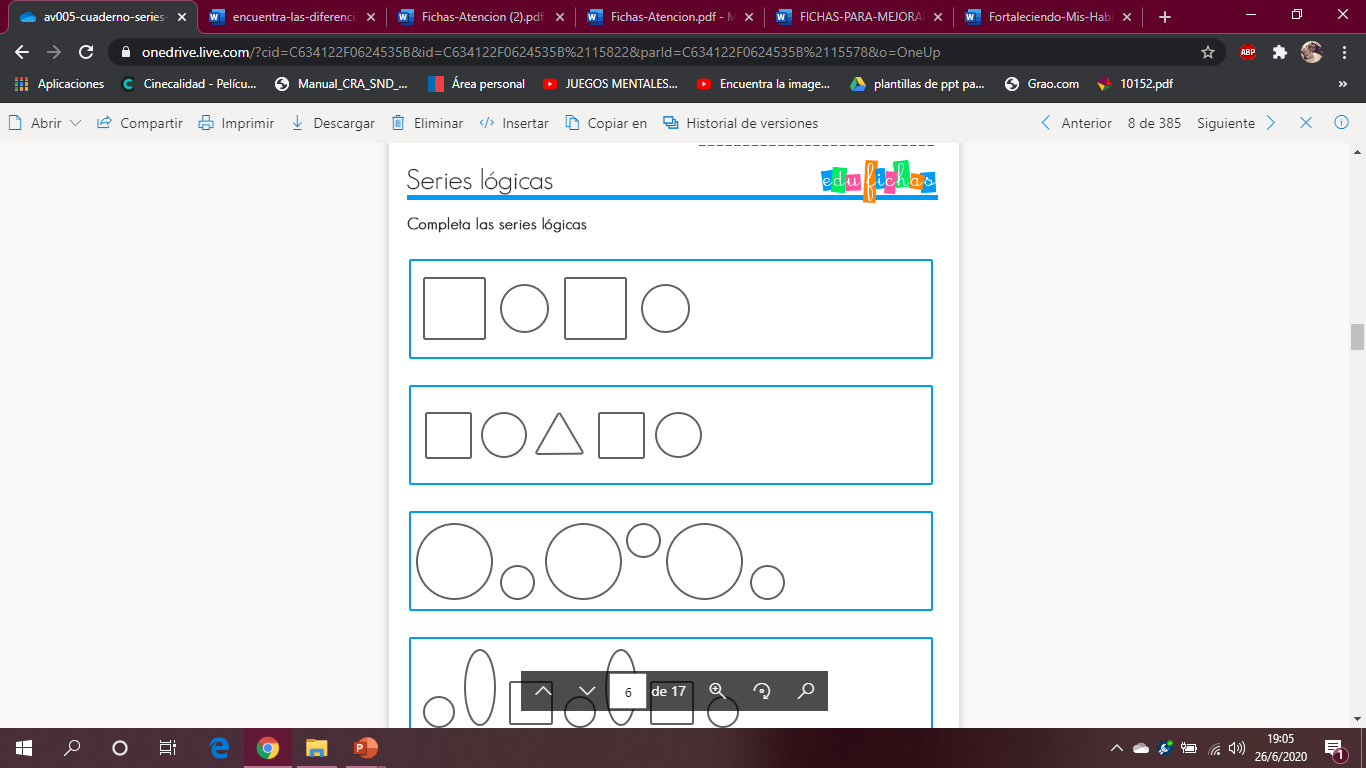 av005-cuaderno-series-
encuentra-las-diferenci
Fichas-Atencion (2).pdf
Fichas-Atencion.pdf - M
FICHAS-PARA-MEJORA
Fortaleciendo-Mis-Hab
onedrive.live.com/?cid=C634122F0624535B&id=C634122F0624535B%2115822&parId=C634122F0624535B%2115578&o=OneUp
ABP
Aplicaciones
Cinecalidad - Pelícu...
Manual_CRA_SND_...
Área personal
JUEGOS MENTALES...
Encuentra la image...
plantillas de ppt pa...
Grao.com
10152.pdf
»
Abrir
Compartir
Imprimir
Descargar
Eliminar
Insertar
Copiar en
Historial de versiones
Anterior
8 de 385
Siguiente
Series lógicas
edufichas
Completa las series lógicas
6 de 17
19:05
26/6/2020
1